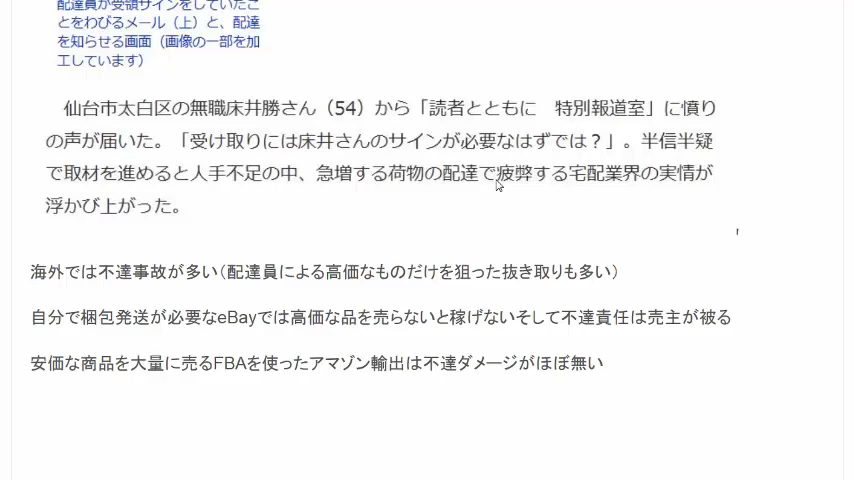 配達員が受領サインをしていたこ
とをわびるメール（上）と、配達
を知らせる画面（画像の一部を加
工しています）
仙台市太白区の無職床井勝さん（54）から「読者とともに　特別報道室」に憤り
の声が届いた。「受け取りには床井さんのサインが必要なはずでは？」。半信半疑
で取材を進めると人手不足の中、急増する荷物の配達で疲弊する宅配業界の実情が
浮かび上がった。
海外では不達事故が多い（配達員による高価なものだけを狙った抜き取りも多い）
自分で梱包発送が必要なeBayでは高価な品を売らないと稼げないそして不達責任は売主が被る
安価な商品を大量に売るFBAを使ったアマゾン輸出は不達ダメージがほぼ無い